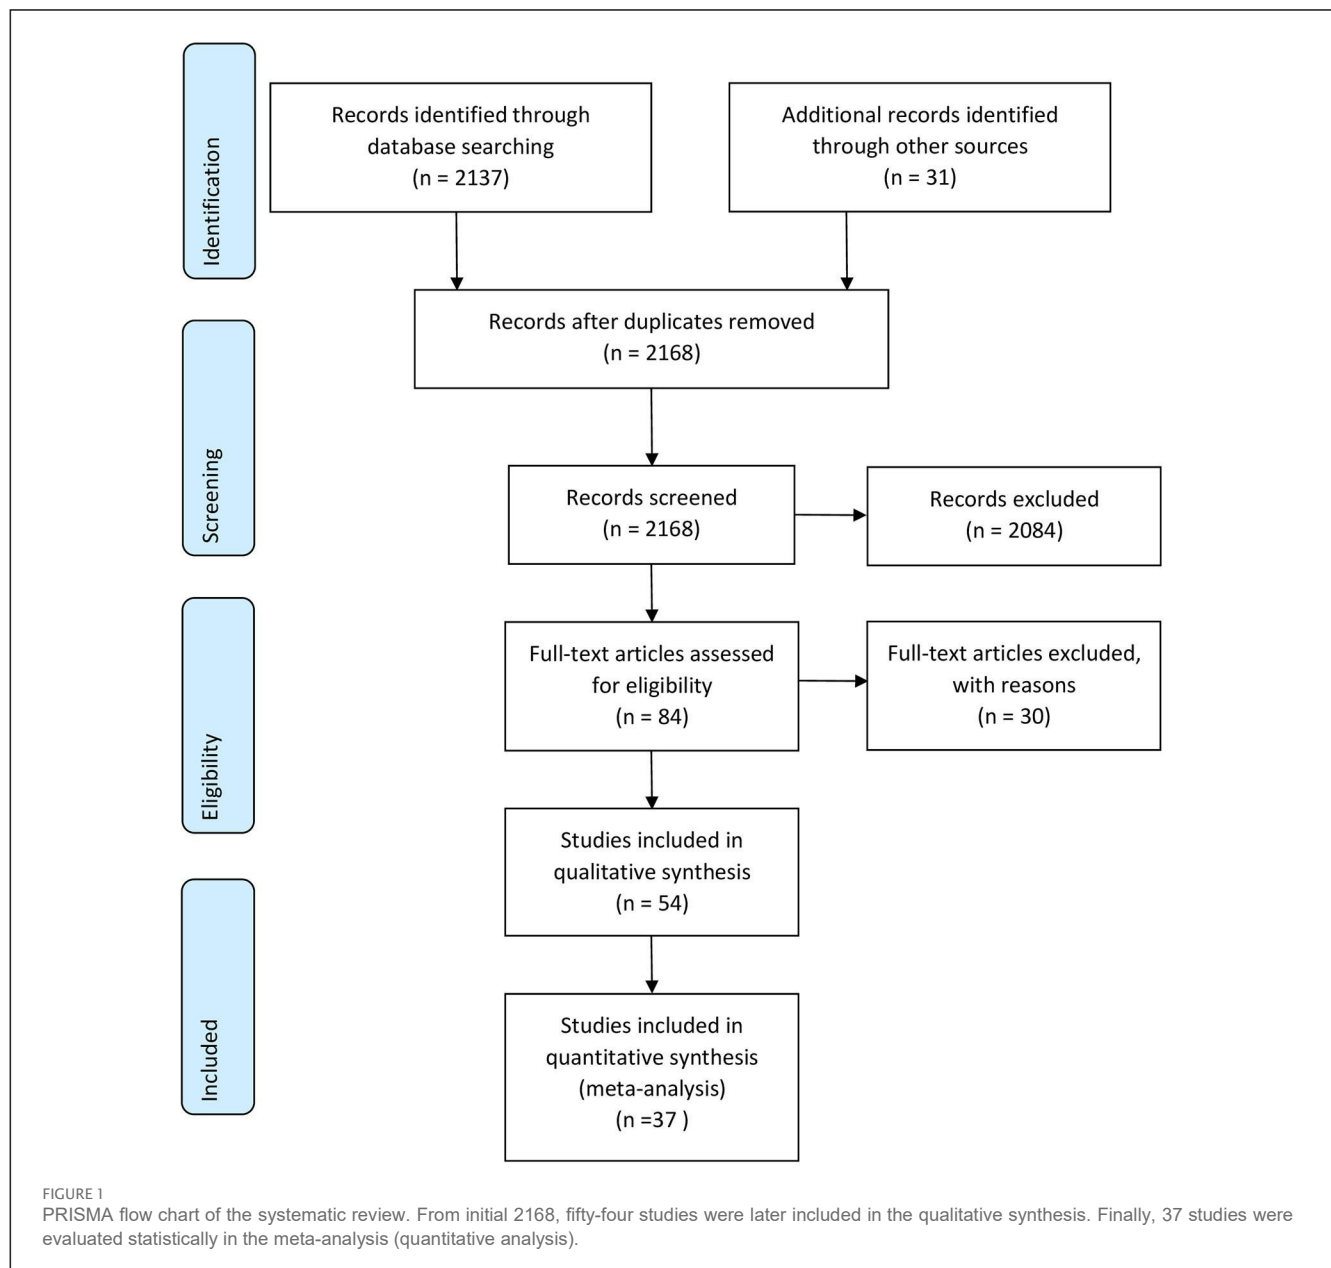 Identification
Records identified through
database searching
(n = 2137)
Additional records identified
through other sources
(n = 31)
Records after duplicates removed
(n = 2168)
Screening
Records screened
(n = 2168)
Records excluded
(n = 2084)
Eligibility
Full-text articles assessed
for eligibility
(n = 84)
Full-text articles excluded,
with reasons
(n = 30)
Studies included in
qualitative synthesis
(n = 54)
Included
Studies included in
quantitative synthesis
(meta-analysis)
(n =37 )
FIGURE 1
PRISMA flow chart of the systematic review. From initial 2168, fifty-four studies were later included in the qualitative synthesis. Finally, 37 studies were
evaluated statistically in the meta-analysis (quantitative analysis).